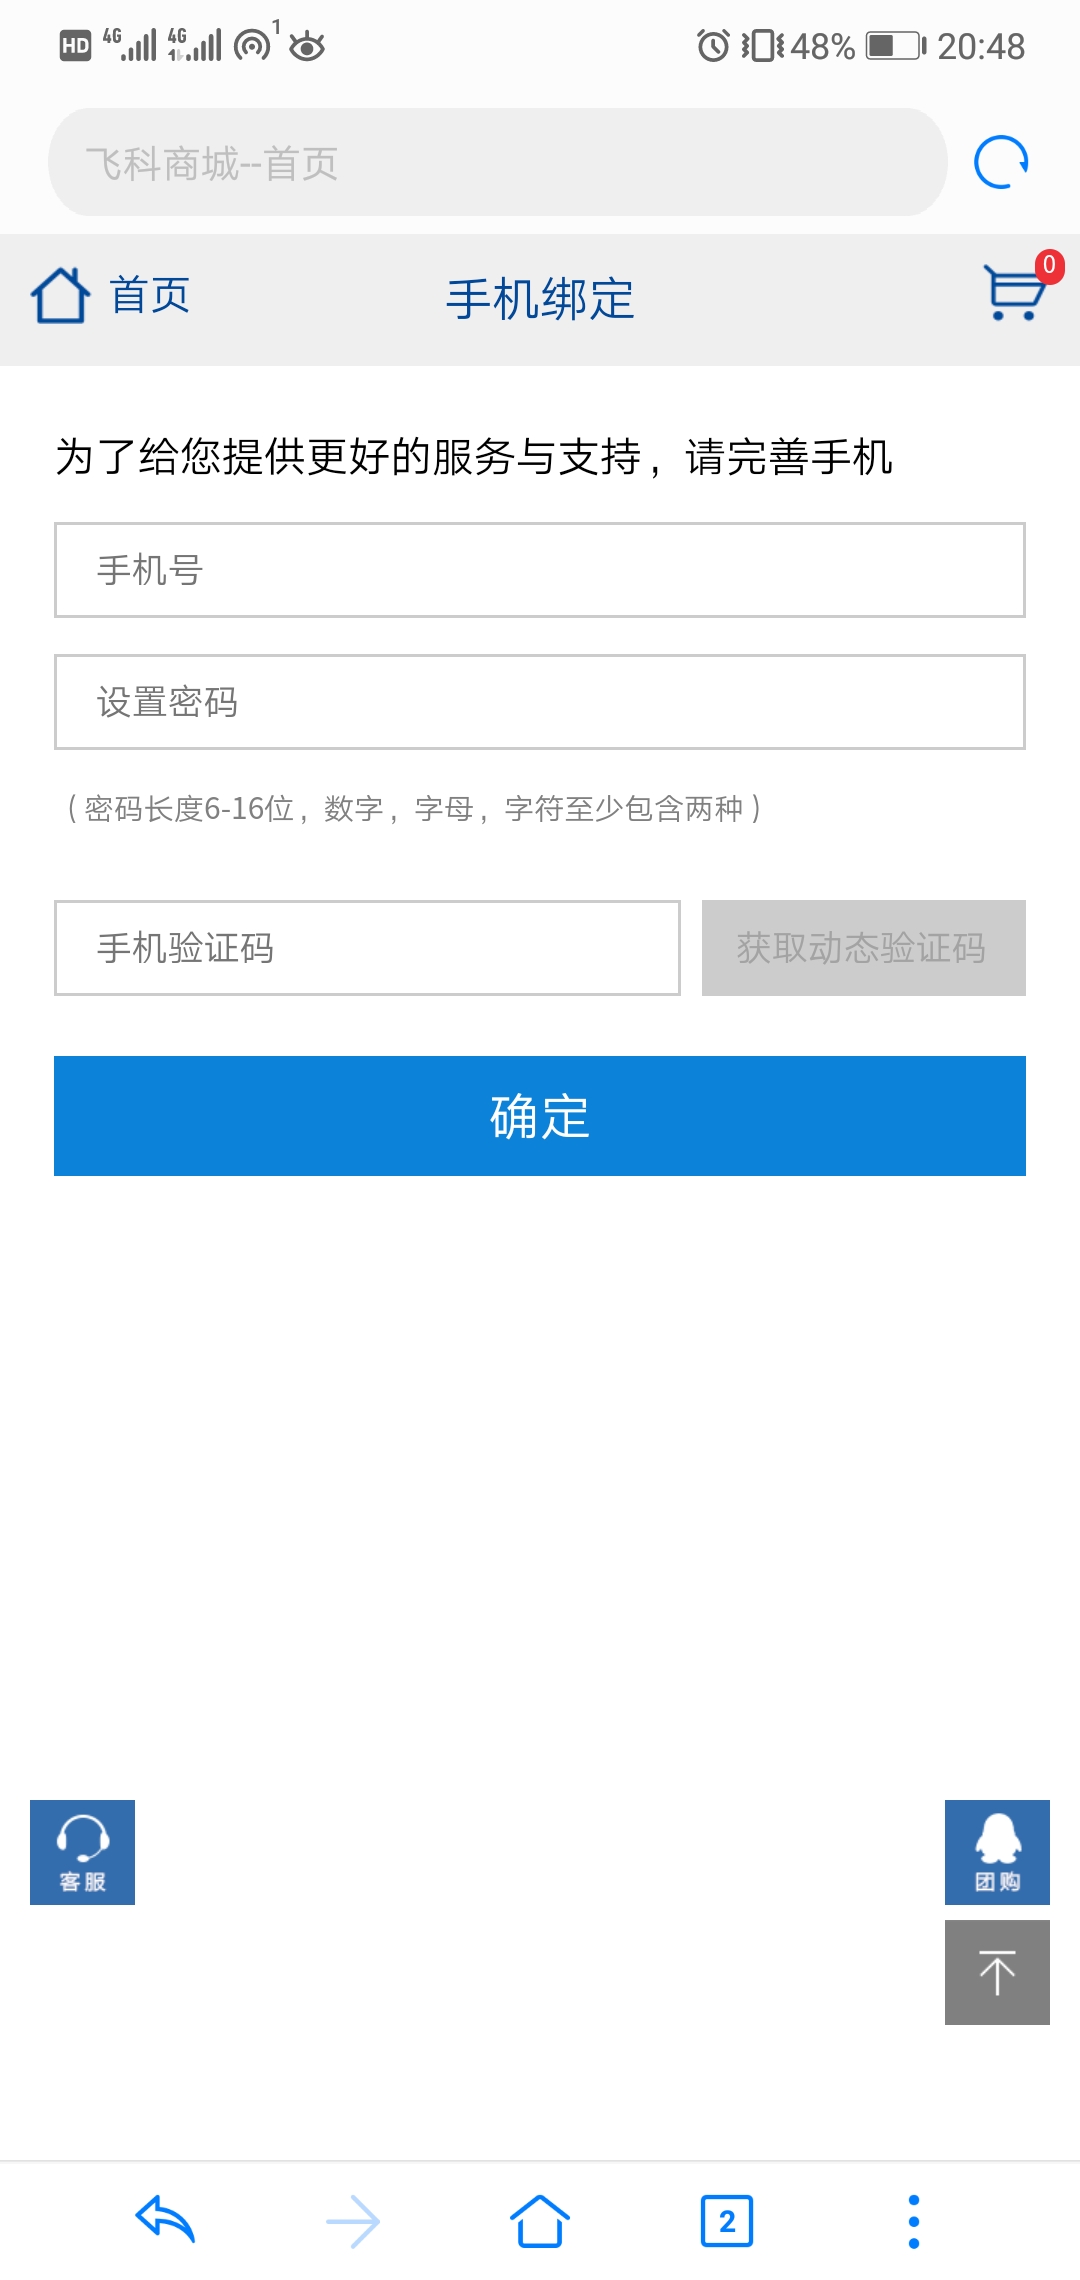 HD 4G 4G 1 48% 20:48
飞科商城--首页
首页
手机绑定
0
为了给您提供更好的服务与支持，请完善手机
手机号
设置密码
（密码长度6-16位，数字，字母，字符至少包含两种）
手机验证码
获取动态验证码
确定
客服
团购
2